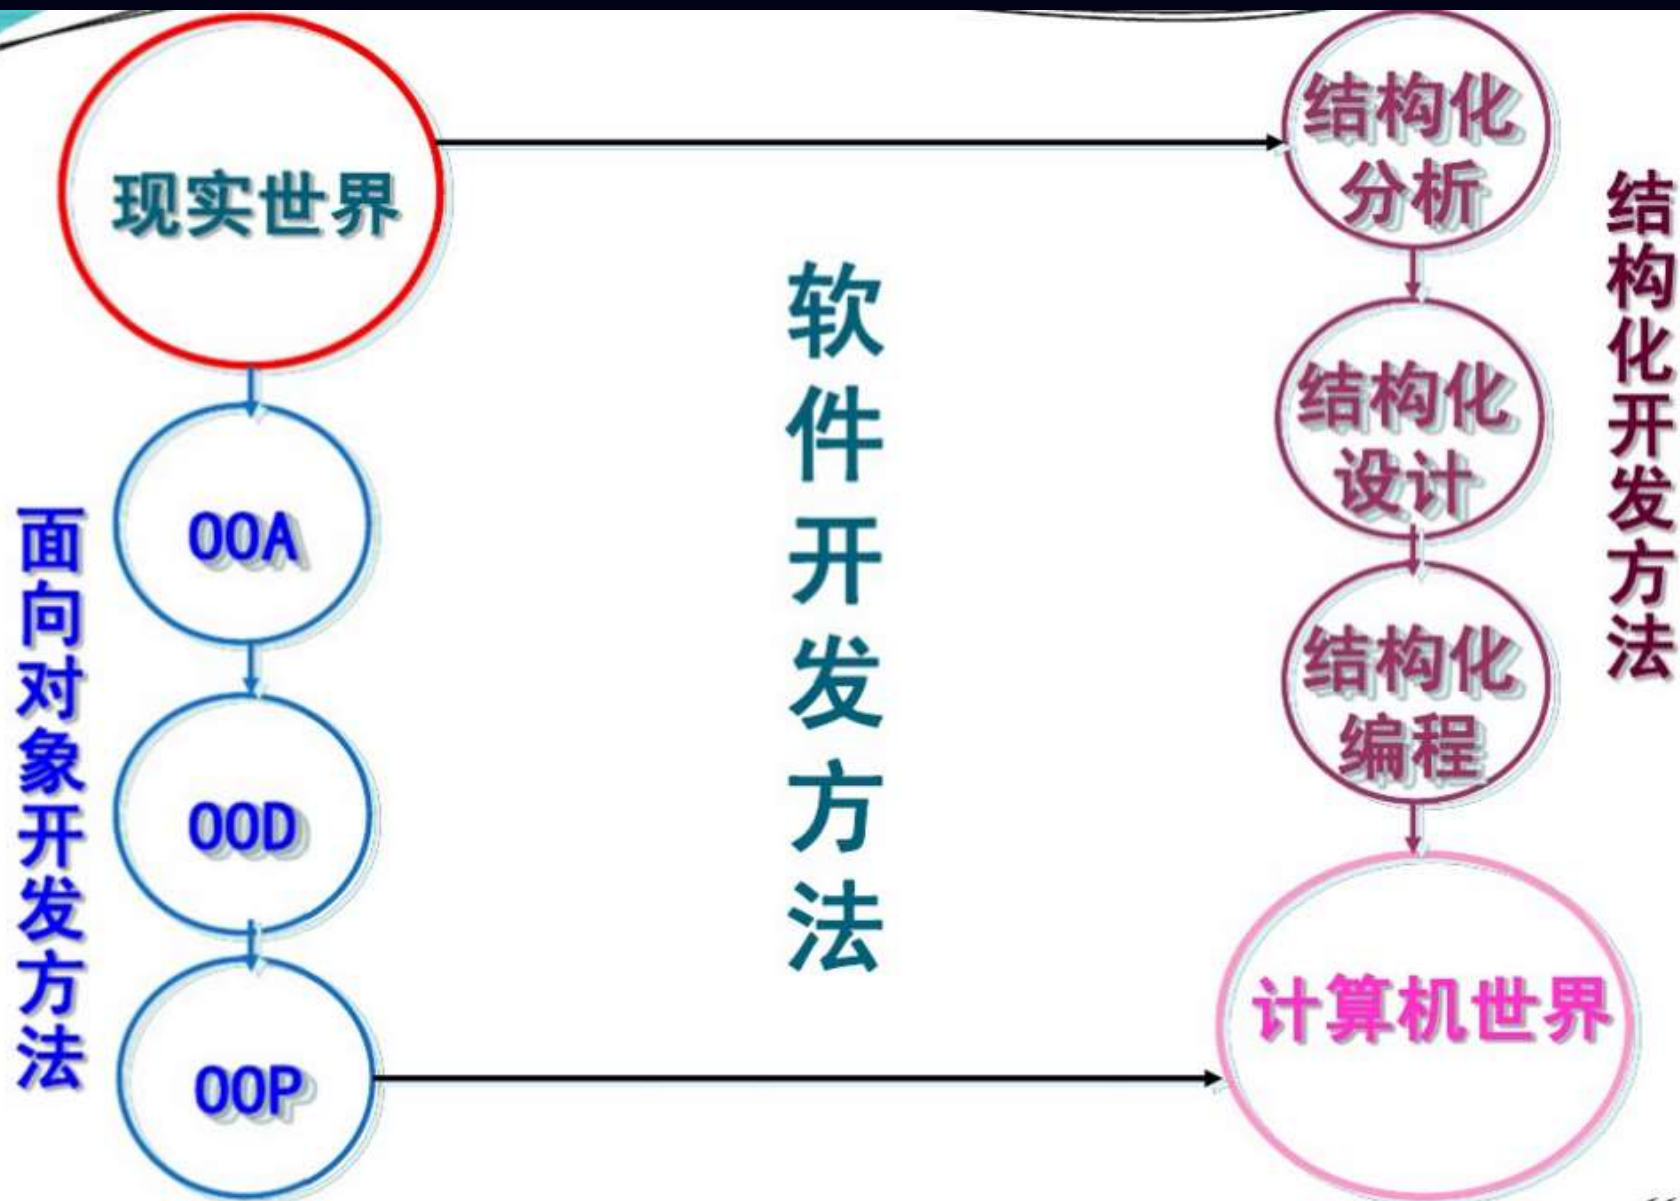 现实世界
结构化
分析
结构化开发方法
软件开发方法
结构化
设计
面向对象开发方法
OOA
结构化
编程
OOD
计算机世界
OOP